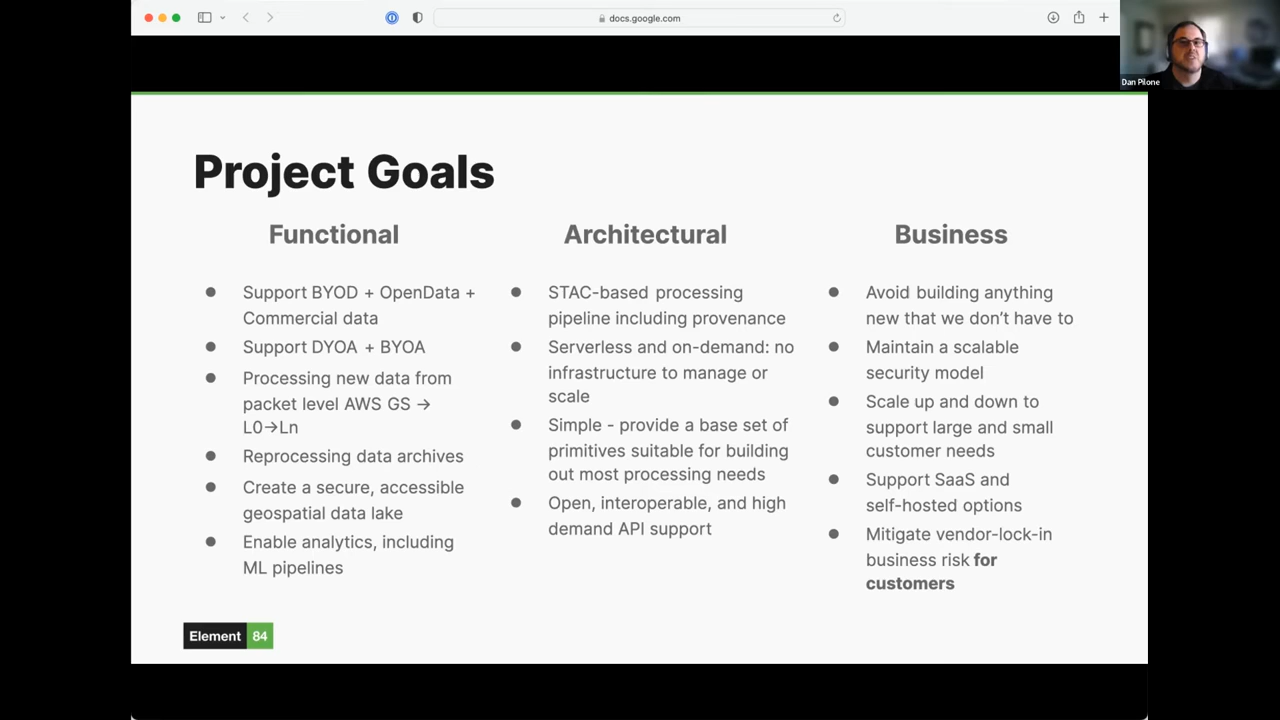 docs.google.com
Dan Pilone
Project Goals
Functional
Support BYOD + OpenData +
Commercial data
Support DYOA + BYOA
Processing new data from
packet level AWS GS →
L0→Ln
Reprocessing data archives
Create a secure, accessible
geospatial data lake
Enable analytics, including
ML pipelines
Architectural
STAC-based processing
pipeline including provenance
Serverless and on-demand: no
infrastructure to manage or
scale
Simple - provide a base set of
primitives suitable for building
out most processing needs
Open, interoperable, and high
demand API support
Business
Avoid building anything
new that we don’t have to
Maintain a scalable
security model
Scale up and down to
support large and small
customer needs
Support SaaS and
self-hosted options
Mitigate vendor-lock-in
business risk for
customers
Element 84